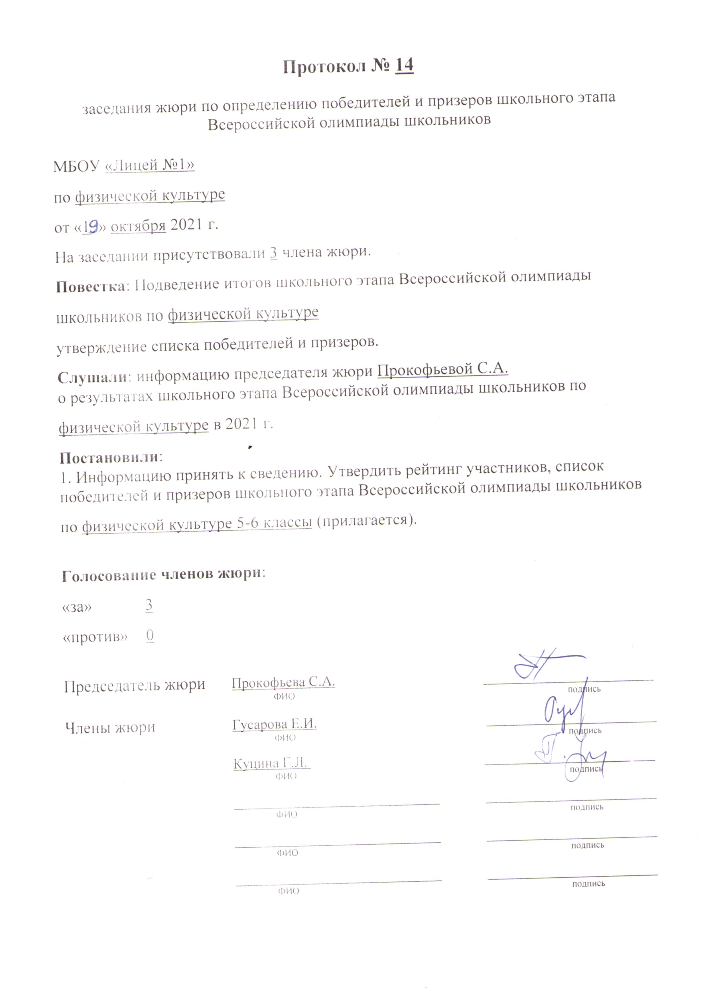 Протокол № 14
заседания жюри по определению победителей и призеров школьного этапа
Всероссийской олимпиады школьников
МБОУ «Лицей №1»
по физической культуре
от «19» октября 2021 г.
На заседании присутствовали 3 члена жюри.
Повестка: Подведение итогов школьного этапа Всероссийской олимпиады
школьников по физической культуре
утверждение списка победителей и призеров.
Слушали: информацию председателя жюри Прокофьевой С.А.
о результатах школьного этапа Всероссийской олимпиады школьников по
физической культуре в 2021 г.
Постановили:
1. Информацию принять к сведению. Утвердить рейтинг участников, список
победителей и призеров школьного этапа Всероссийской олимпиады школьников
по физической культуре 5-6 классы (прилагается).
Голосование членов жюри:
«за» 3
«против» 0
Председатель жюри Прокофьева С.А.
ФИО подпись
Члены жюри Гусарова Е.И.
ФИО подпись
Куцина Г.Л.
ФИО подпись
ФИО подпись
ФИО подпись
ФИО подпись